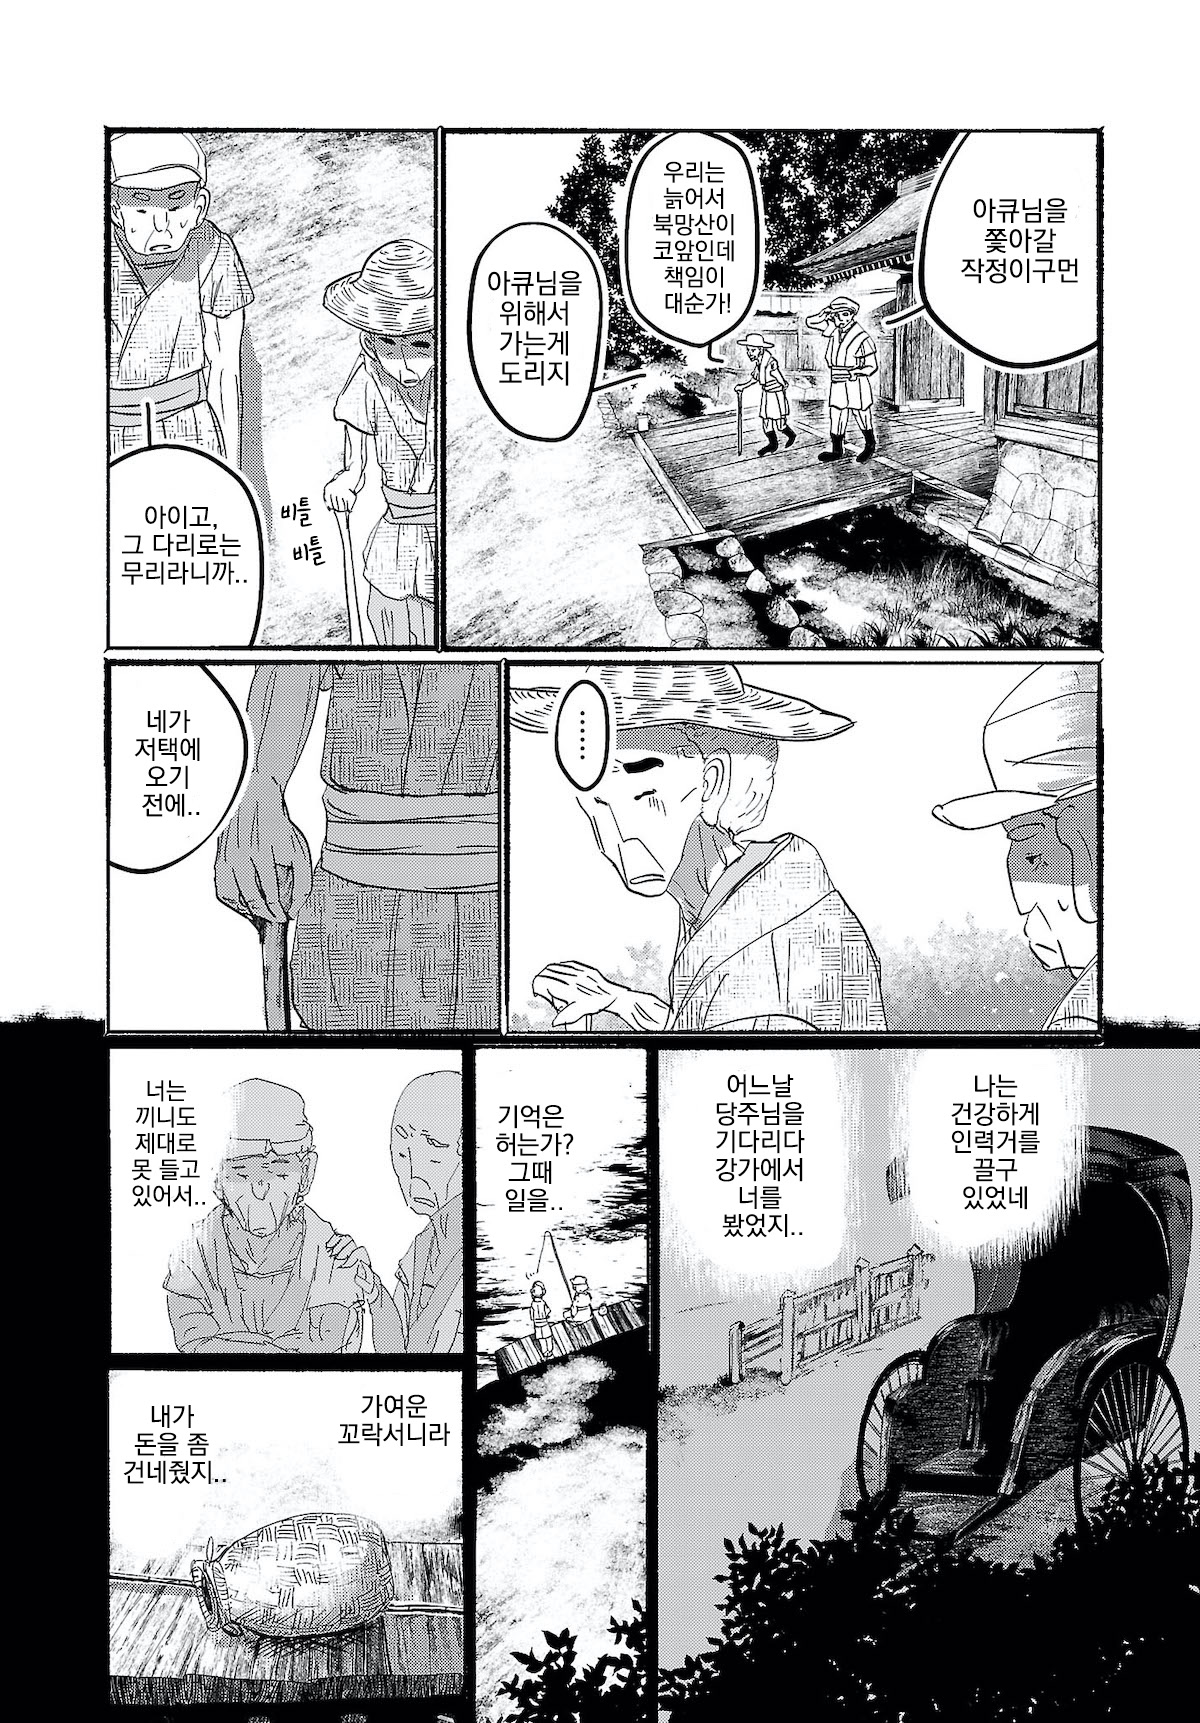 아큐님을
쫓아갈
작정이구먼
우리는
늙어서
북망산이
코앞인데
책임이
대순가!
아큐님을
위해서
가는게
도리지
아이고,
그 다리로는
무리라니까..
비틀
비틀
……
네가
저택에
오기
전에..
나는
건강하게
인력거를
끌구
있었네
어느날
당주님을
기다리다
강가에서
너를
봤었지..
기억은
허는가?
그때
일을..
너는
끼니도
제대로
못 들고
있어서..
가여운
꼬락서니라
내가
돈을 좀
건네줬지..